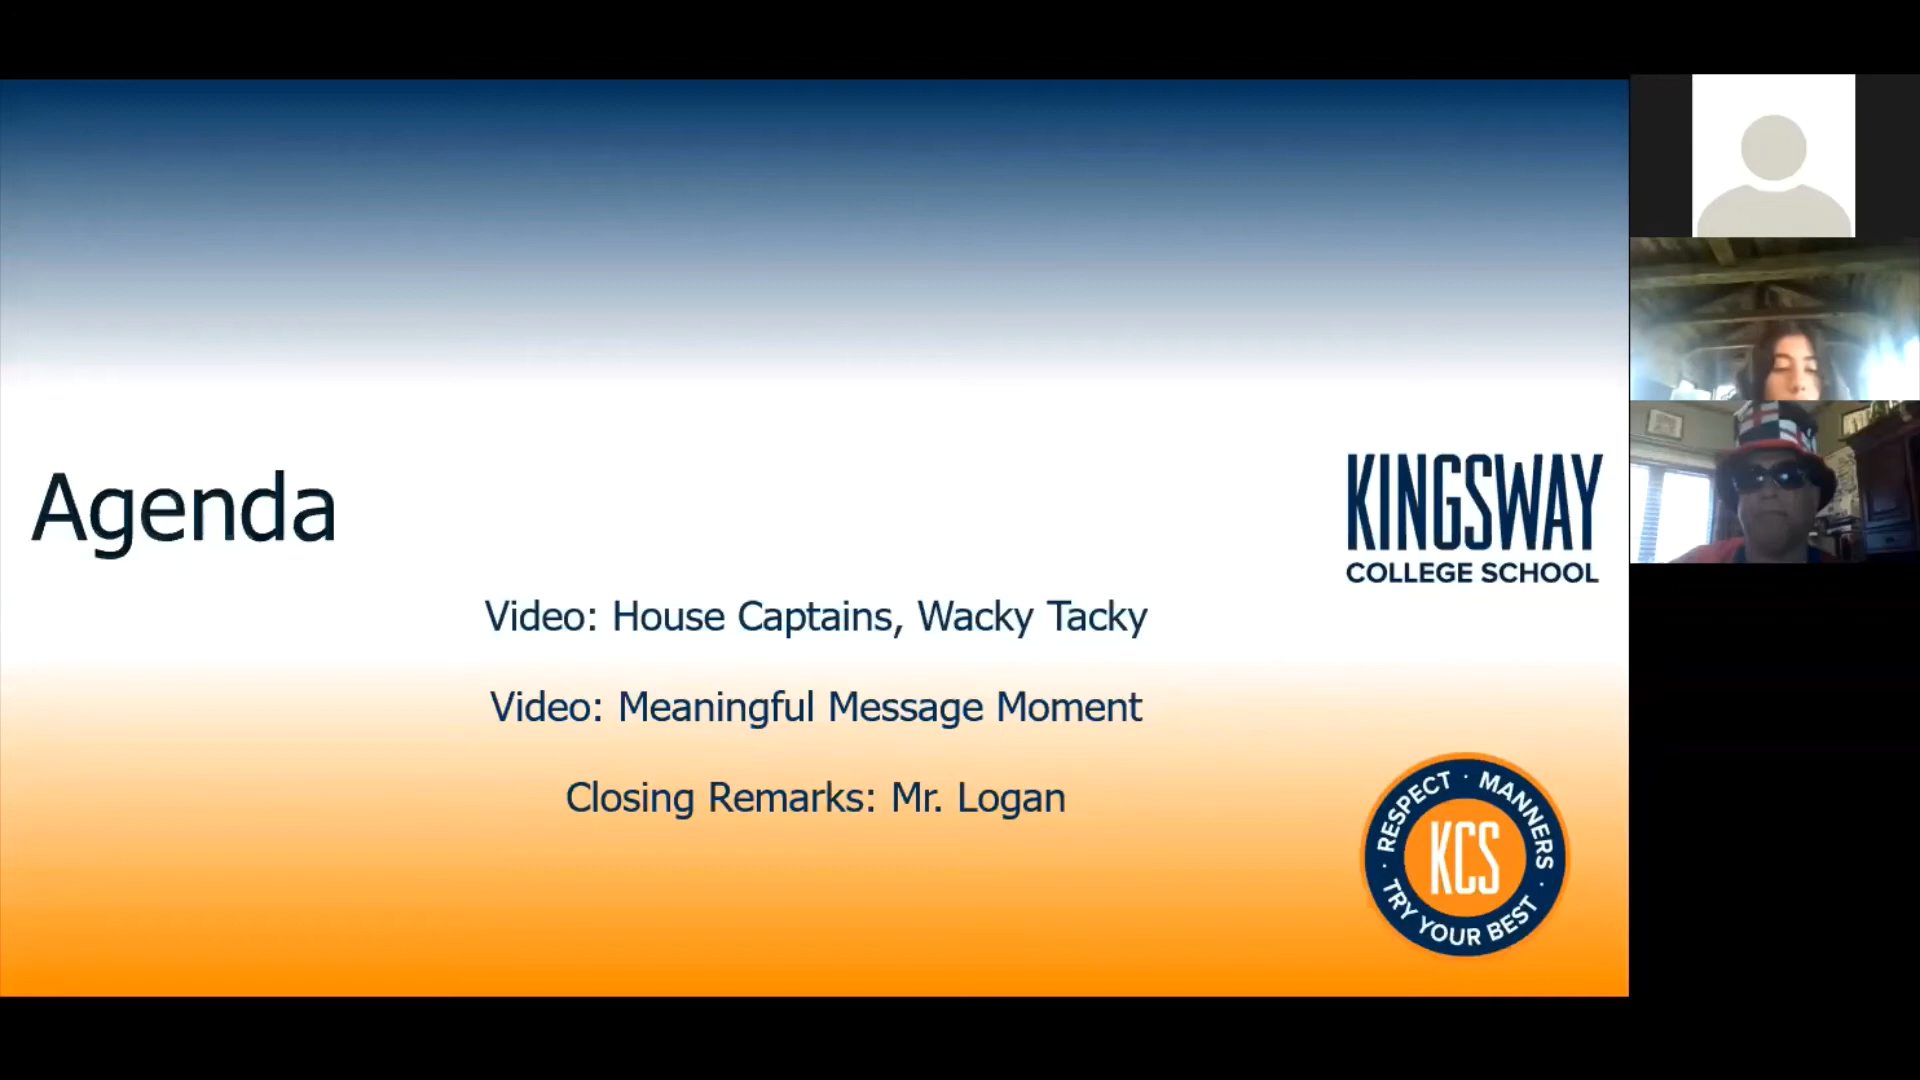 Agenda
KINGSWAY
COLLEGE SCHOOL
Video: House Captains, Wacky Tacky
Video: Meaningful Message Moment
Closing Remarks: Mr. Logan
RESPECT · MANNERS · TRY YOUR BEST ·
KCS